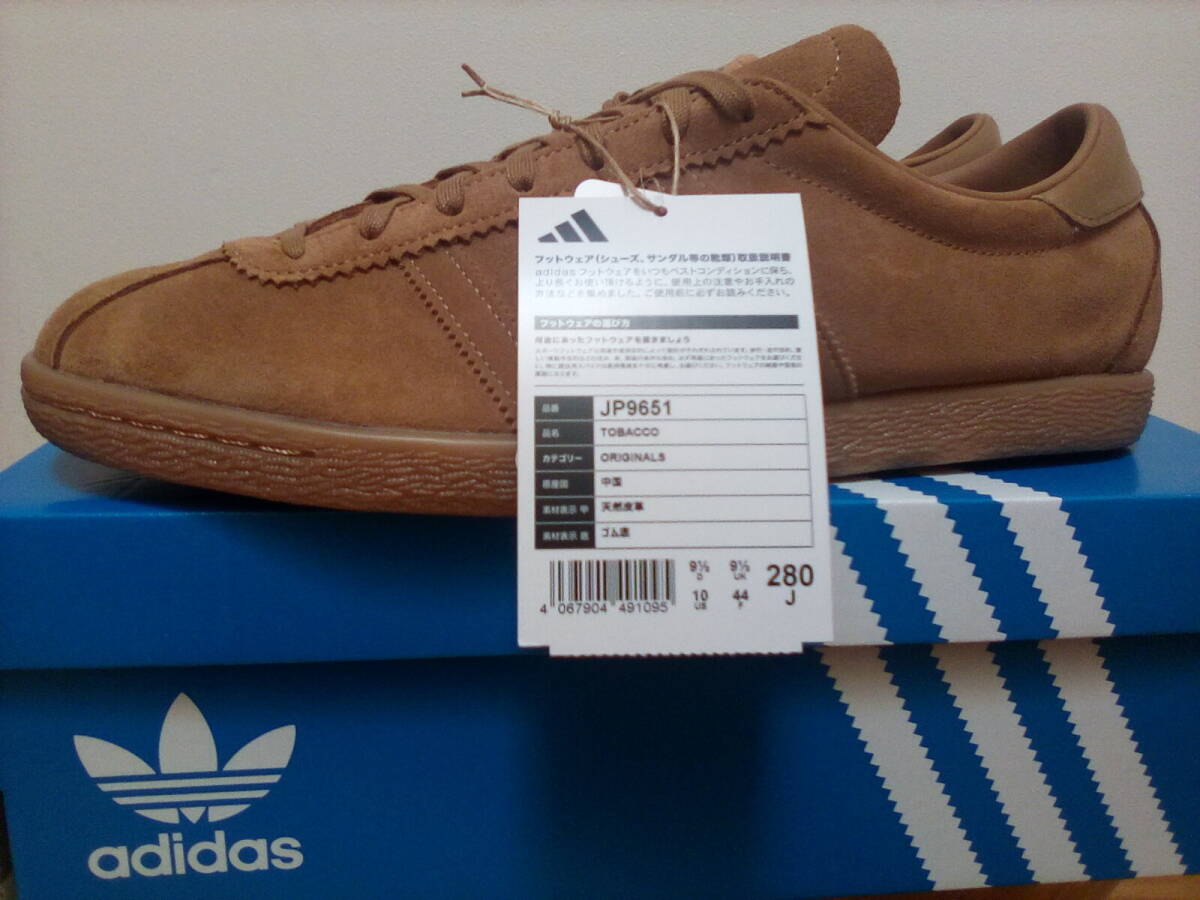 フットウェア(シューズ、サンダル等の靴類)取扱説明書
adidas フットウェアをいつもベストコンディションに保ち、
より長くお使い頂けるように、使用上の注意やお手入れの
方法などを集めました。ご使用前に必ずお読みください。
フットウェアの選び方
用途にあったフットウェアを履きましょう
品番 JP9651
品名 TOBACCO
カテゴリー ORIGINALS
原産国 中国
素材表示 甲 天然皮革
素材表示 底 ゴム底
9½ 9½ 280
D UK J
10 44
US F
4 067904 491095
adidas